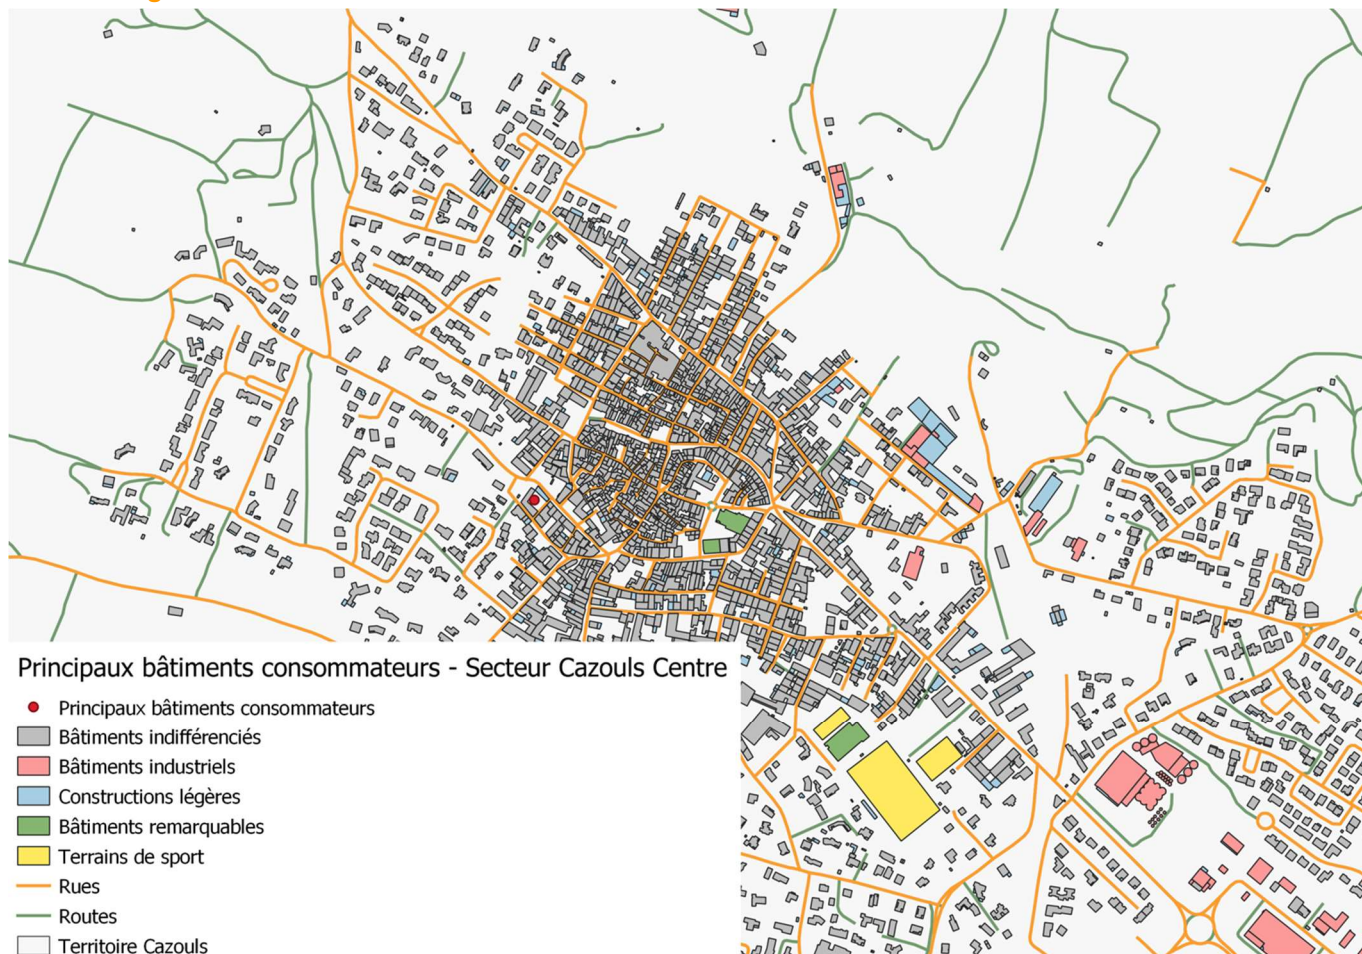 Principaux bâtiments consommateurs - Secteur Cazouls Centre
Principaux bâtiments consommateurs
Bâtiments indifférenciés
Bâtiments industriels
Constructions légères
Bâtiments remarquables
Terrains de sport
Rues
Routes
Territoire Cazouls